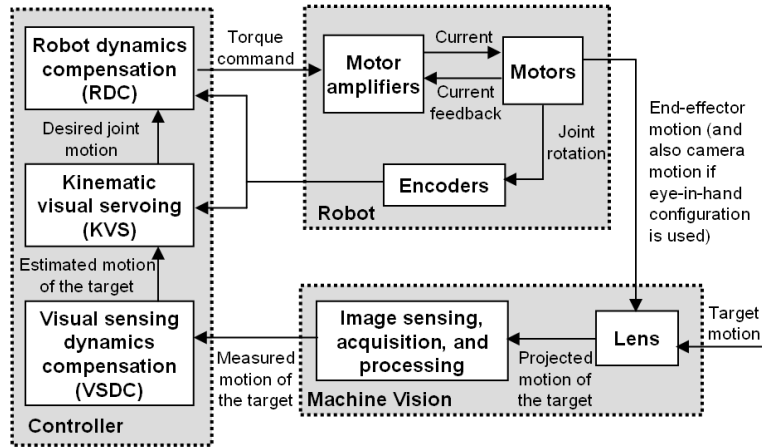 Robot dynamics
compensation
(RDC)
Torque
command
Motor
amplifiers
Current
Current
feedback
Motors
Desired joint
motion
Joint
rotation
End-effector
motion (and
also camera
motion if
eye-in-hand
configuration
is used)
Kinematic
visual servoing
(KVS)
Encoders
Robot
Estimated motion
of the target
Visual sensing
dynamics
compensation
(VSDC)
Measured
motion of
the target
Image sensing,
acquisition, and
processing
Projected
motion of
the target
Lens
Target
motion
Controller
Machine Vision